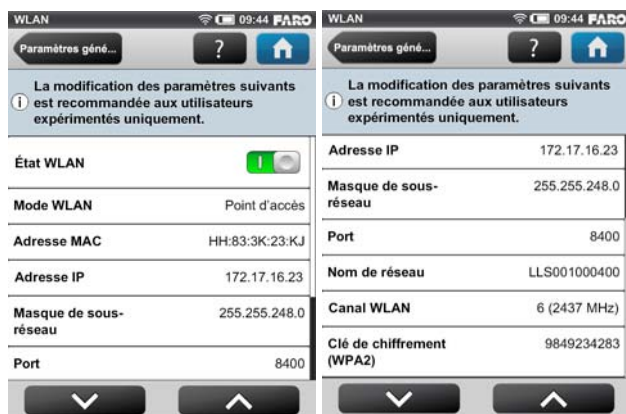 WLAN 09:44 FARO
Paramètres géné... ?
La modification des paramètres suivants
i est recommandée aux utilisateurs
expérimentés uniquement.
État WLAN I
Mode WLAN Point d'accès
Adresse MAC HH:83:3K:23:KJ
Adresse IP 172.17.16.23
Masque de sous- 255.255.248.0
réseau
Port 8400
WLAN 09:44 FARO
Paramètres géné... ?
La modification des paramètres suivants
i est recommandée aux utilisateurs
expérimentés uniquement.
Adresse IP 172.17.16.23
Masque de sous- 255.255.248.0
réseau
Port 8400
Nom de réseau LLS001000400
Canal WLAN 6 (2437 MHz)
Clé de chiffrement 9849234283
(WPA2)